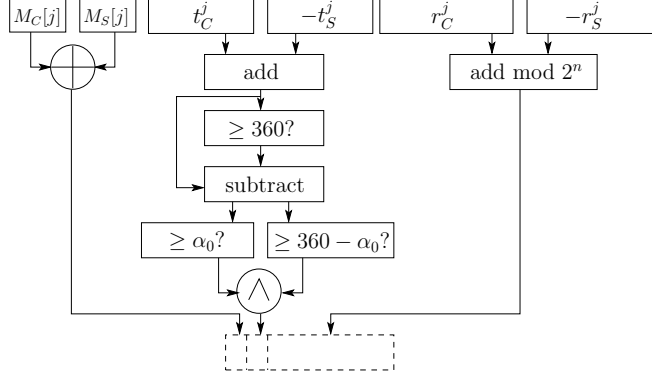 M_C[j] M_S[j] t_C^j −t_S^j r_C^j −r_S^j
add add mod 2^n
≥ 360?
subtract
≥ α_0? ≥ 360 − α_0?
∧